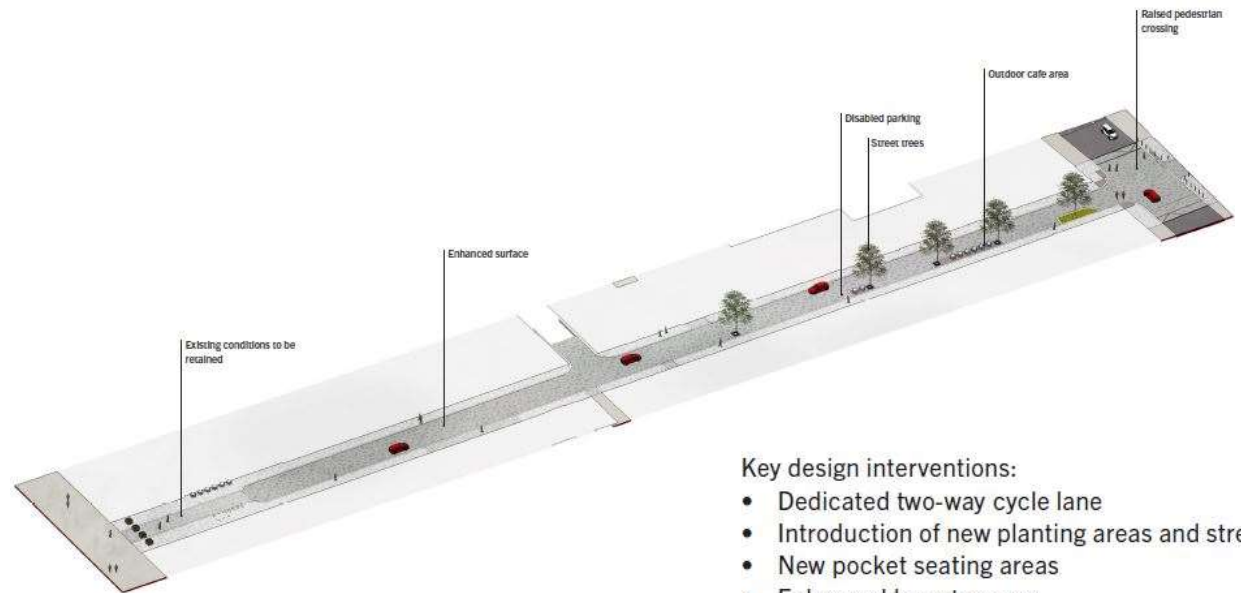 Raised pedestrian
crossing
Outdoor cafe area
Disabled parking
Street trees
Enhanced surface
Existing conditions to be
retained
Key design interventions:
• Dedicated two-way cycle lane
• Introduction of new planting areas and stre
• New pocket seating areas